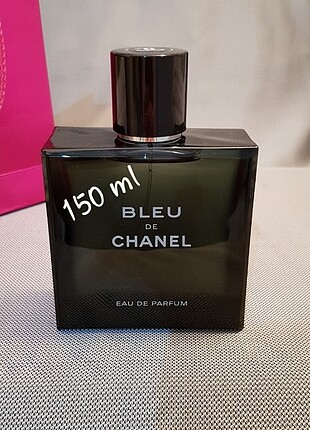 150 ml
BLEU
DE
CHANEL
EAU DE PARFUM